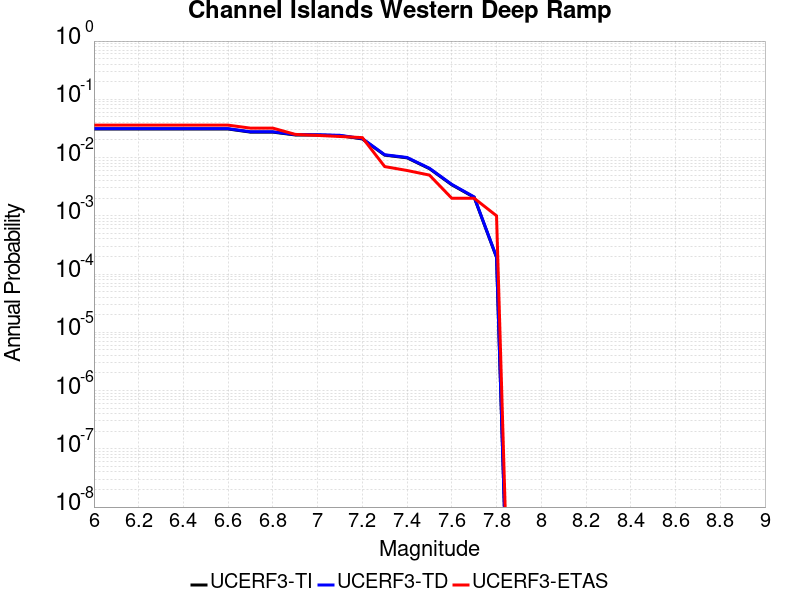 Channel Islands Western Deep Ramp
10^0
10^-1
10^-2
10^-3
10^-4
10^-5
10^-6
10^-7
10^-8
Annual Probability
6 6.2 6.4 6.6 6.8 7 7.2 7.4 7.6 7.8 8 8.2 8.4 8.6 8.8 9
Magnitude
UCERF3-TI UCERF3-TD UCERF3-ETAS